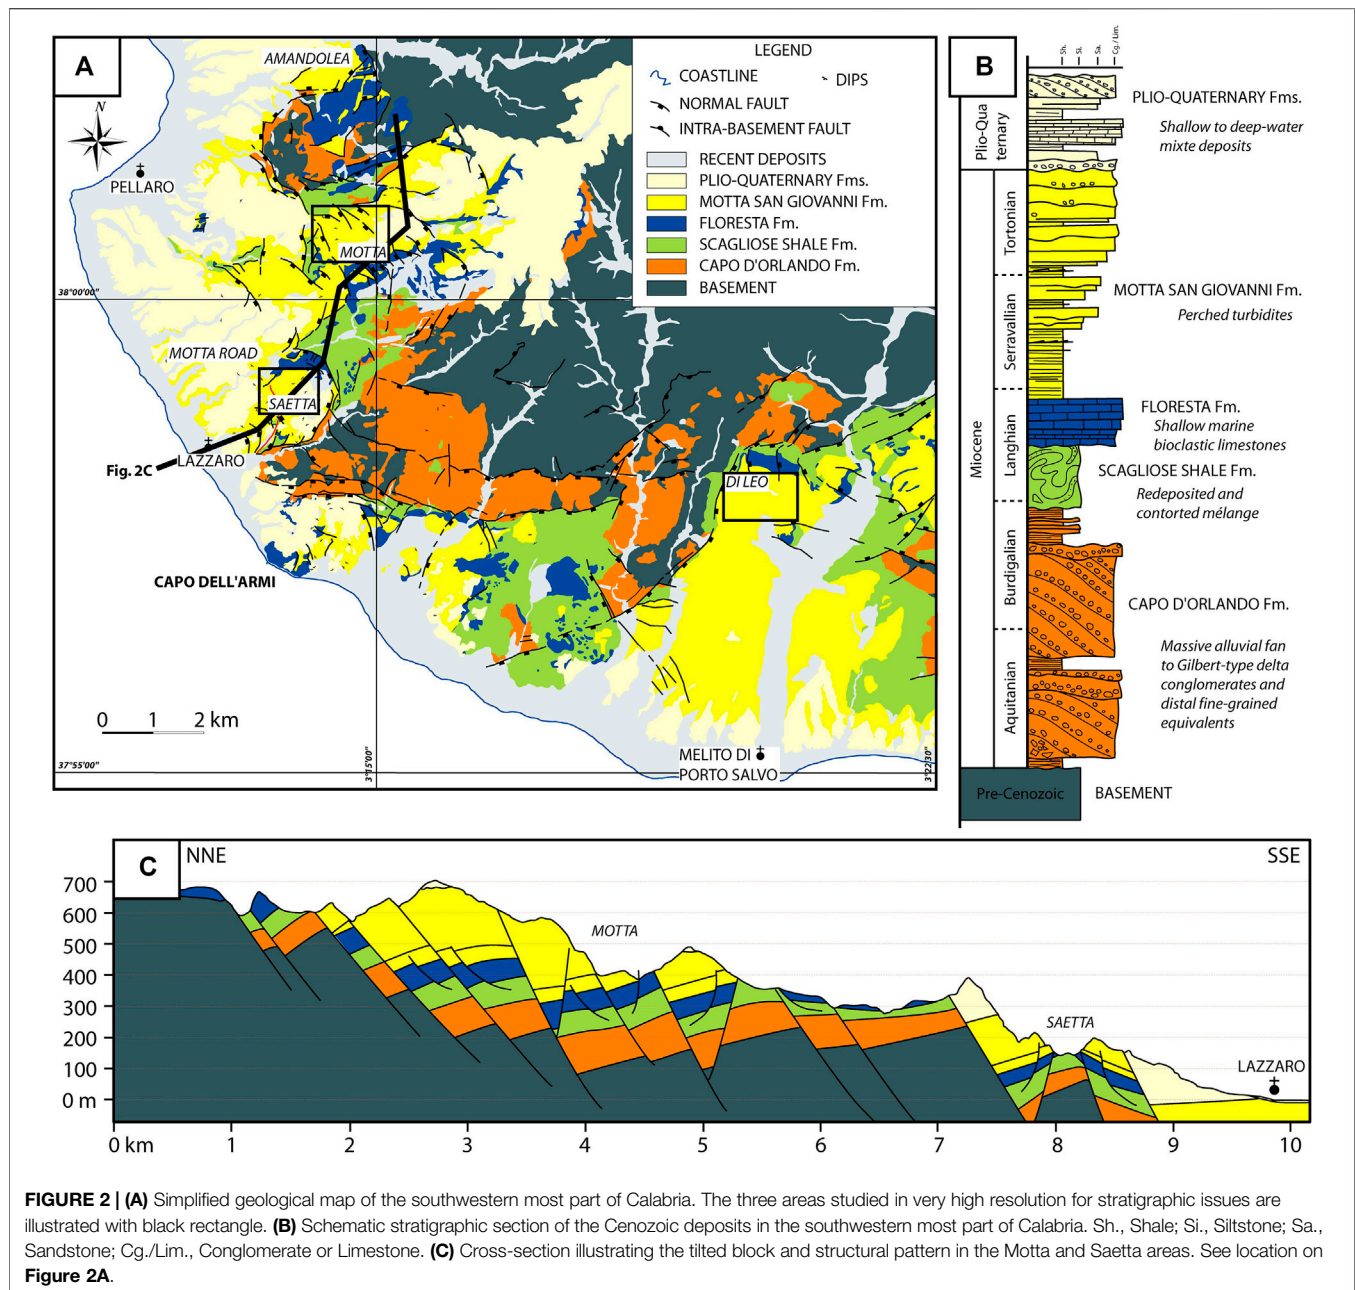 A
AMANDOLEA
N
PELLARO
MOTTA
38°00'00"
MOTTA ROAD
SAETTA
Fig. 2C
LAZZARO
DI LEO
CAPO DELL'ARMI
0 1 2 km
MELITO DI
PORTO SALVO
37°55'00"
3°15'00"
3°22'30"
LEGEND
COASTLINE
DIPS
NORMAL FAULT
INTRA-BASEMENT FAULT
RECENT DEPOSITS
PLIO-QUATERNARY Fms.
MOTTA SAN GIOVANNI Fm.
FLORESTA Fm.
SCAGLIOSE SHALE Fm.
CAPO D'ORLANDO Fm.
BASEMENT
B
Sh.
Si.
Sa.
Cg./Lim.
Plio-Qua
ternary
Miocene
Tortonian
Serravallian
Langhian
Burdigalian
Aquitanian
Pre-Cenozoic
PLIO-QUATERNARY Fms.
Shallow to deep-water
mixte deposits
MOTTA SAN GIOVANNI Fm.
Perched turbidites
FLORESTA Fm.
Shallow marine
bioclastic limestones
SCAGLIOSE SHALE Fm.
Redeposited and
contorted mélange
CAPO D'ORLANDO Fm.
Massive alluvial fan
to Gilbert-type delta
conglomerates and
distal fine-grained
equivalents
BASEMENT
C
NNE
SSE
700
600
500
400
300
200
100
0 m
MOTTA
SAETTA
LAZZARO
0 km 1 2 3 4 5 6 7 8 9 10
FIGURE 2 | (A) Simplified geological map of the southwestern most part of Calabria. The three areas studied in very high resolution for stratigraphic issues are
illustrated with black rectangle. (B) Schematic stratigraphic section of the Cenozoic deposits in the southwestern most part of Calabria. Sh., Shale; Si., Siltstone; Sa.,
Sandstone; Cg./Lim., Conglomerate or Limestone. (C) Cross-section illustrating the tilted block and structural pattern in the Motta and Saetta areas. See location on
Figure 2A.